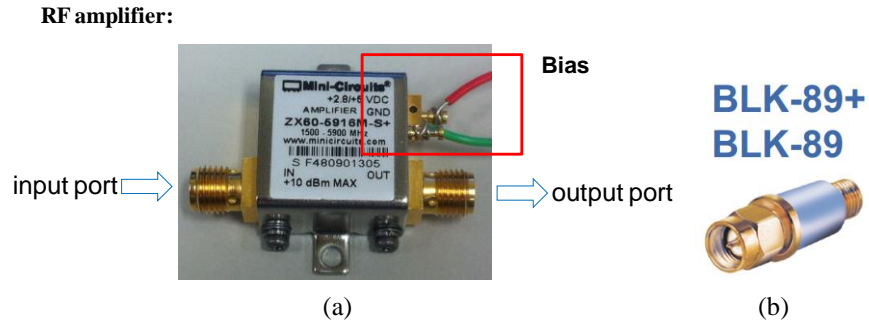 RF amplifier:
Bias
Mini-Circuits®
+2.8/+5 VDC
AMPLIFIER GND
ZX60-5916M-S+
1500 - 5900 MHz
www.minicircuits.com
S F480901305
IN OUT
+10 dBm MAX
input port
output port
BLK-89+
BLK-89
(a)
(b)